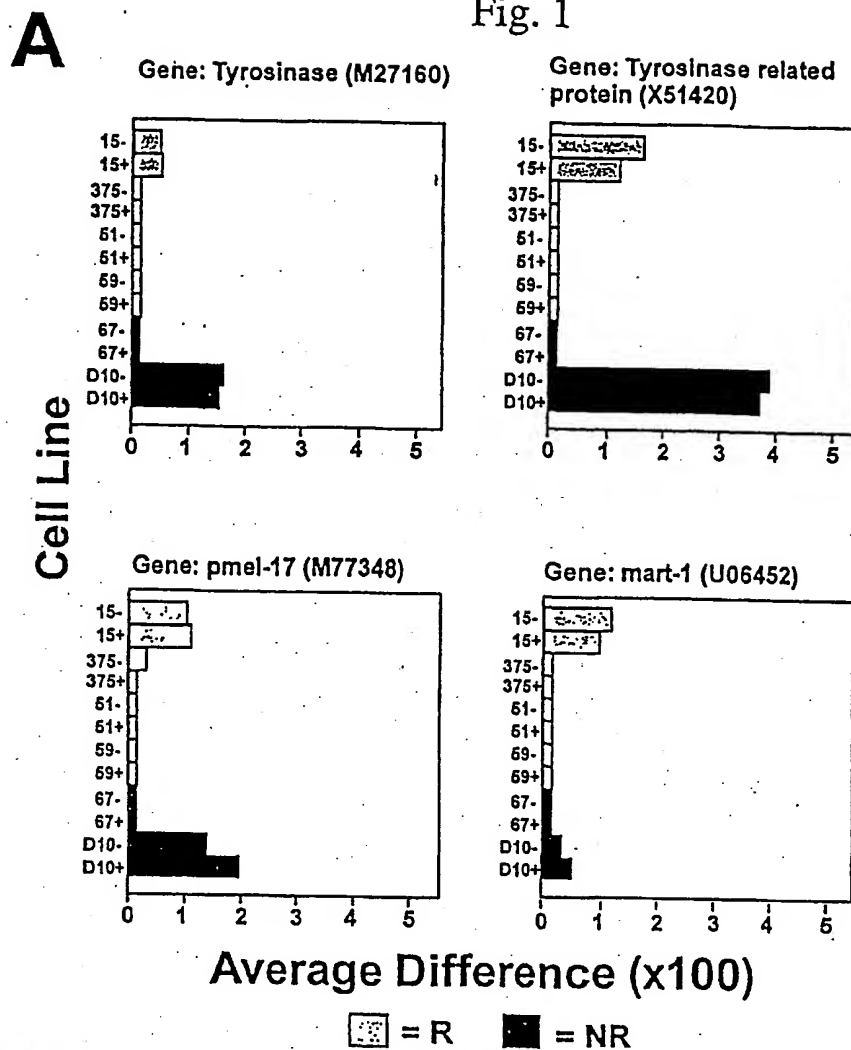 Fig. 1
A
Gene: Tyrosinase (M27160)
15-
15+
375-
375+
51-
51+
59-
59+
67-
67+
D10-
D10+
0 1 2 3 4 5
Gene: Tyrosinase related
protein (X51420)
15-
15+
375-
375+
51-
51+
59-
59+
67-
67+
D10-
D10+
0 1 2 3 4 5
Cell Line
Gene: pmel-17 (M77348)
15-
15+
375-
375+
51-
51+
59-
59+
67-
67+
D10-
D10+
0 1 2 3 4 5
Gene: mart-1 (U06452)
15-
15+
375-
375+
51-
51+
59-
59+
67-
67+
D10-
D10+
0 1 2 3 4 5
Average Difference (x100)
= R = NR